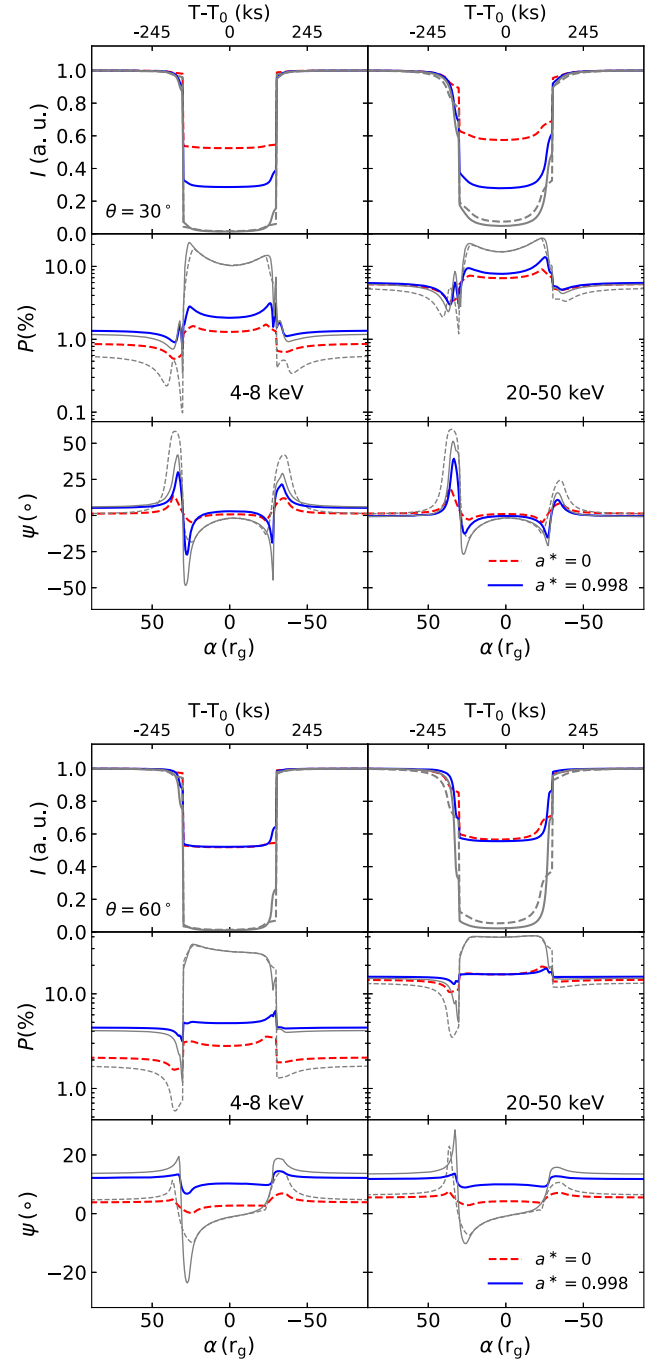 T-T0 (ks)
T-T0 (ks)
-245 0 245
-245 0 245
I (a. u.)
1.0
0.8
0.6
0.4
0.2
0.0
θ = 30°
P(%)
10.0
1.0
0.1
4-8 keV
20-50 keV
ψ(∘)
50
25
0
-25
-50
a* = 0
a* = 0.998
50 0 -50
50 0 -50
α (rg)
α (rg)
T-T0 (ks)
T-T0 (ks)
-245 0 245
-245 0 245
I (a. u.)
1.0
0.8
0.6
0.4
0.2
0.0
θ = 60°
P(%)
10.0
1.0
4-8 keV
20-50 keV
ψ(∘)
20
0
-20
a* = 0
a* = 0.998
50 0 -50
50 0 -50
α (rg)
α (rg)